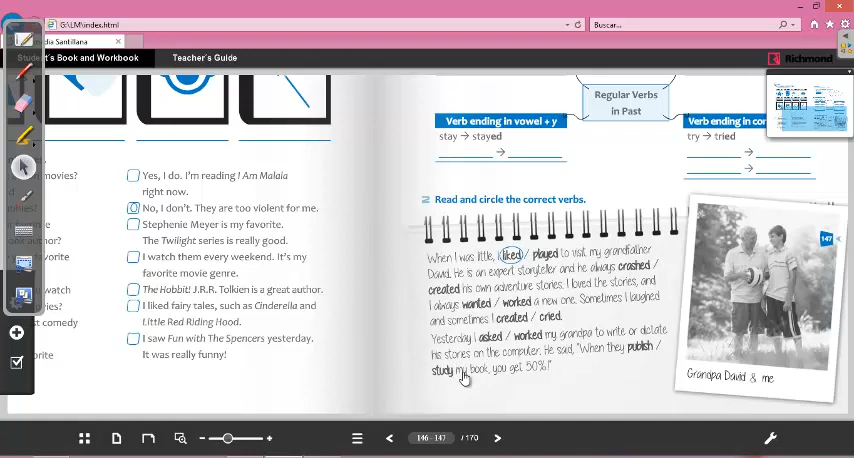 G:\LM\index.html
Buscar...
Santillana
Student's Book and Workbook
Teacher's Guide
Richmond
movies?
Yes, I do. I'm reading I Am Malala
right now.
No, I don't. They are too violent for me.
Stephenie Meyer is my favorite.
The Twilight series is really good.
favorite
I watch them every weekend. It's my
favorite movie genre.
watch
The Hobbit! J.R.R. Tolkien is a great author.
I liked fairy tales, such as Cinderella and
comedy
Little Red Riding Hood.
I saw Fun with The Spencers yesterday.
It was really funny!
Regular Verbs
in Past
Verb ending in vowel + y
stay → stayed
→
Verb ending in
try → tried
→
→
2 Read and circle the correct verbs.
When I was little, I liked / played to visit my grandfather
David. He is an expert storyteller and he always crashed /
created his own adventure stories. I loved the stories, and
I always wanted / worked a new one. Sometimes I laughed
and sometimes I created / cried.
Yesterday I asked / worked my grandpa to write or dictate
his stories on the computer. He said, "When they publish /
study my book, you get 50%!"
147
Grandpa David & me
146-147 / 170